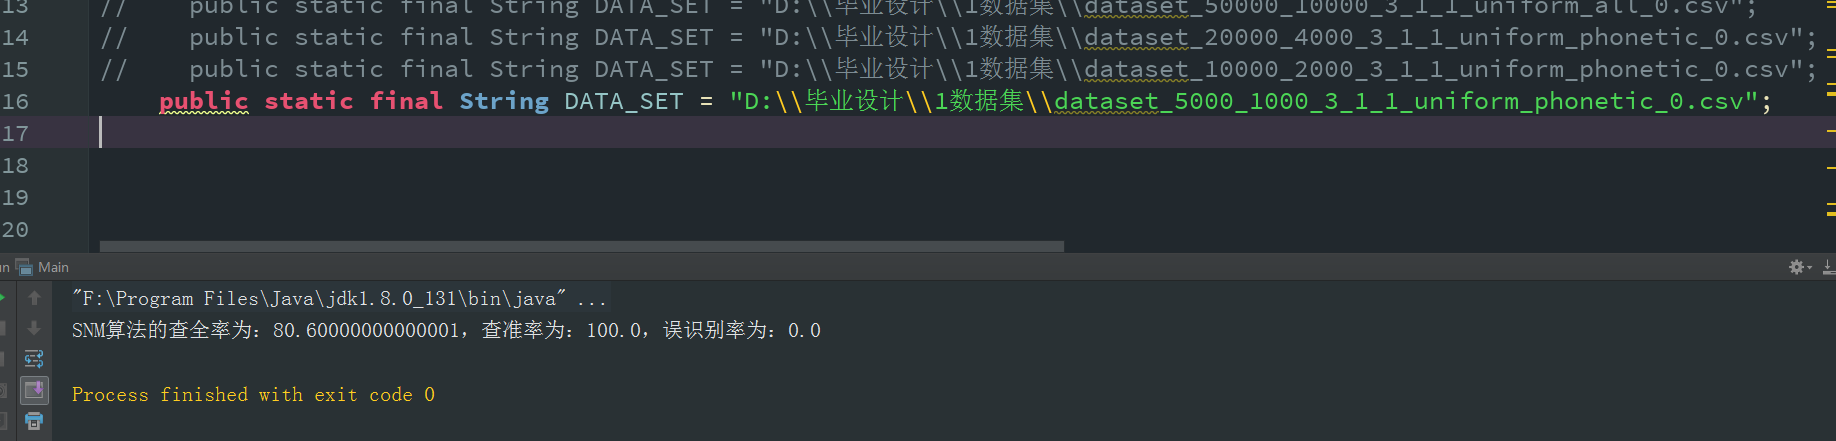 13 //    public static final String DATA_SET = "D:\\毕业设计\\1数据集\\dataset_50000_10000_3_1_1_uniform_all_0.csv";
14 //    public static final String DATA_SET = "D:\\毕业设计\\1数据集\\dataset_20000_4000_3_1_1_uniform_phonetic_0.csv";
15 //    public static final String DATA_SET = "D:\\毕业设计\\1数据集\\dataset_10000_2000_3_1_1_uniform_phonetic_0.csv";
16     public static final String DATA_SET = "D:\\毕业设计\\1数据集\\dataset_5000_1000_3_1_1_uniform_phonetic_0.csv";
17
18
19
20
Main
"F:\Program Files\Java\jdk1.8.0_131\bin\java" ...
SNM算法的查全率为：80.60000000000001，查准率为：100.0，误识别率为：0.0
Process finished with exit code 0